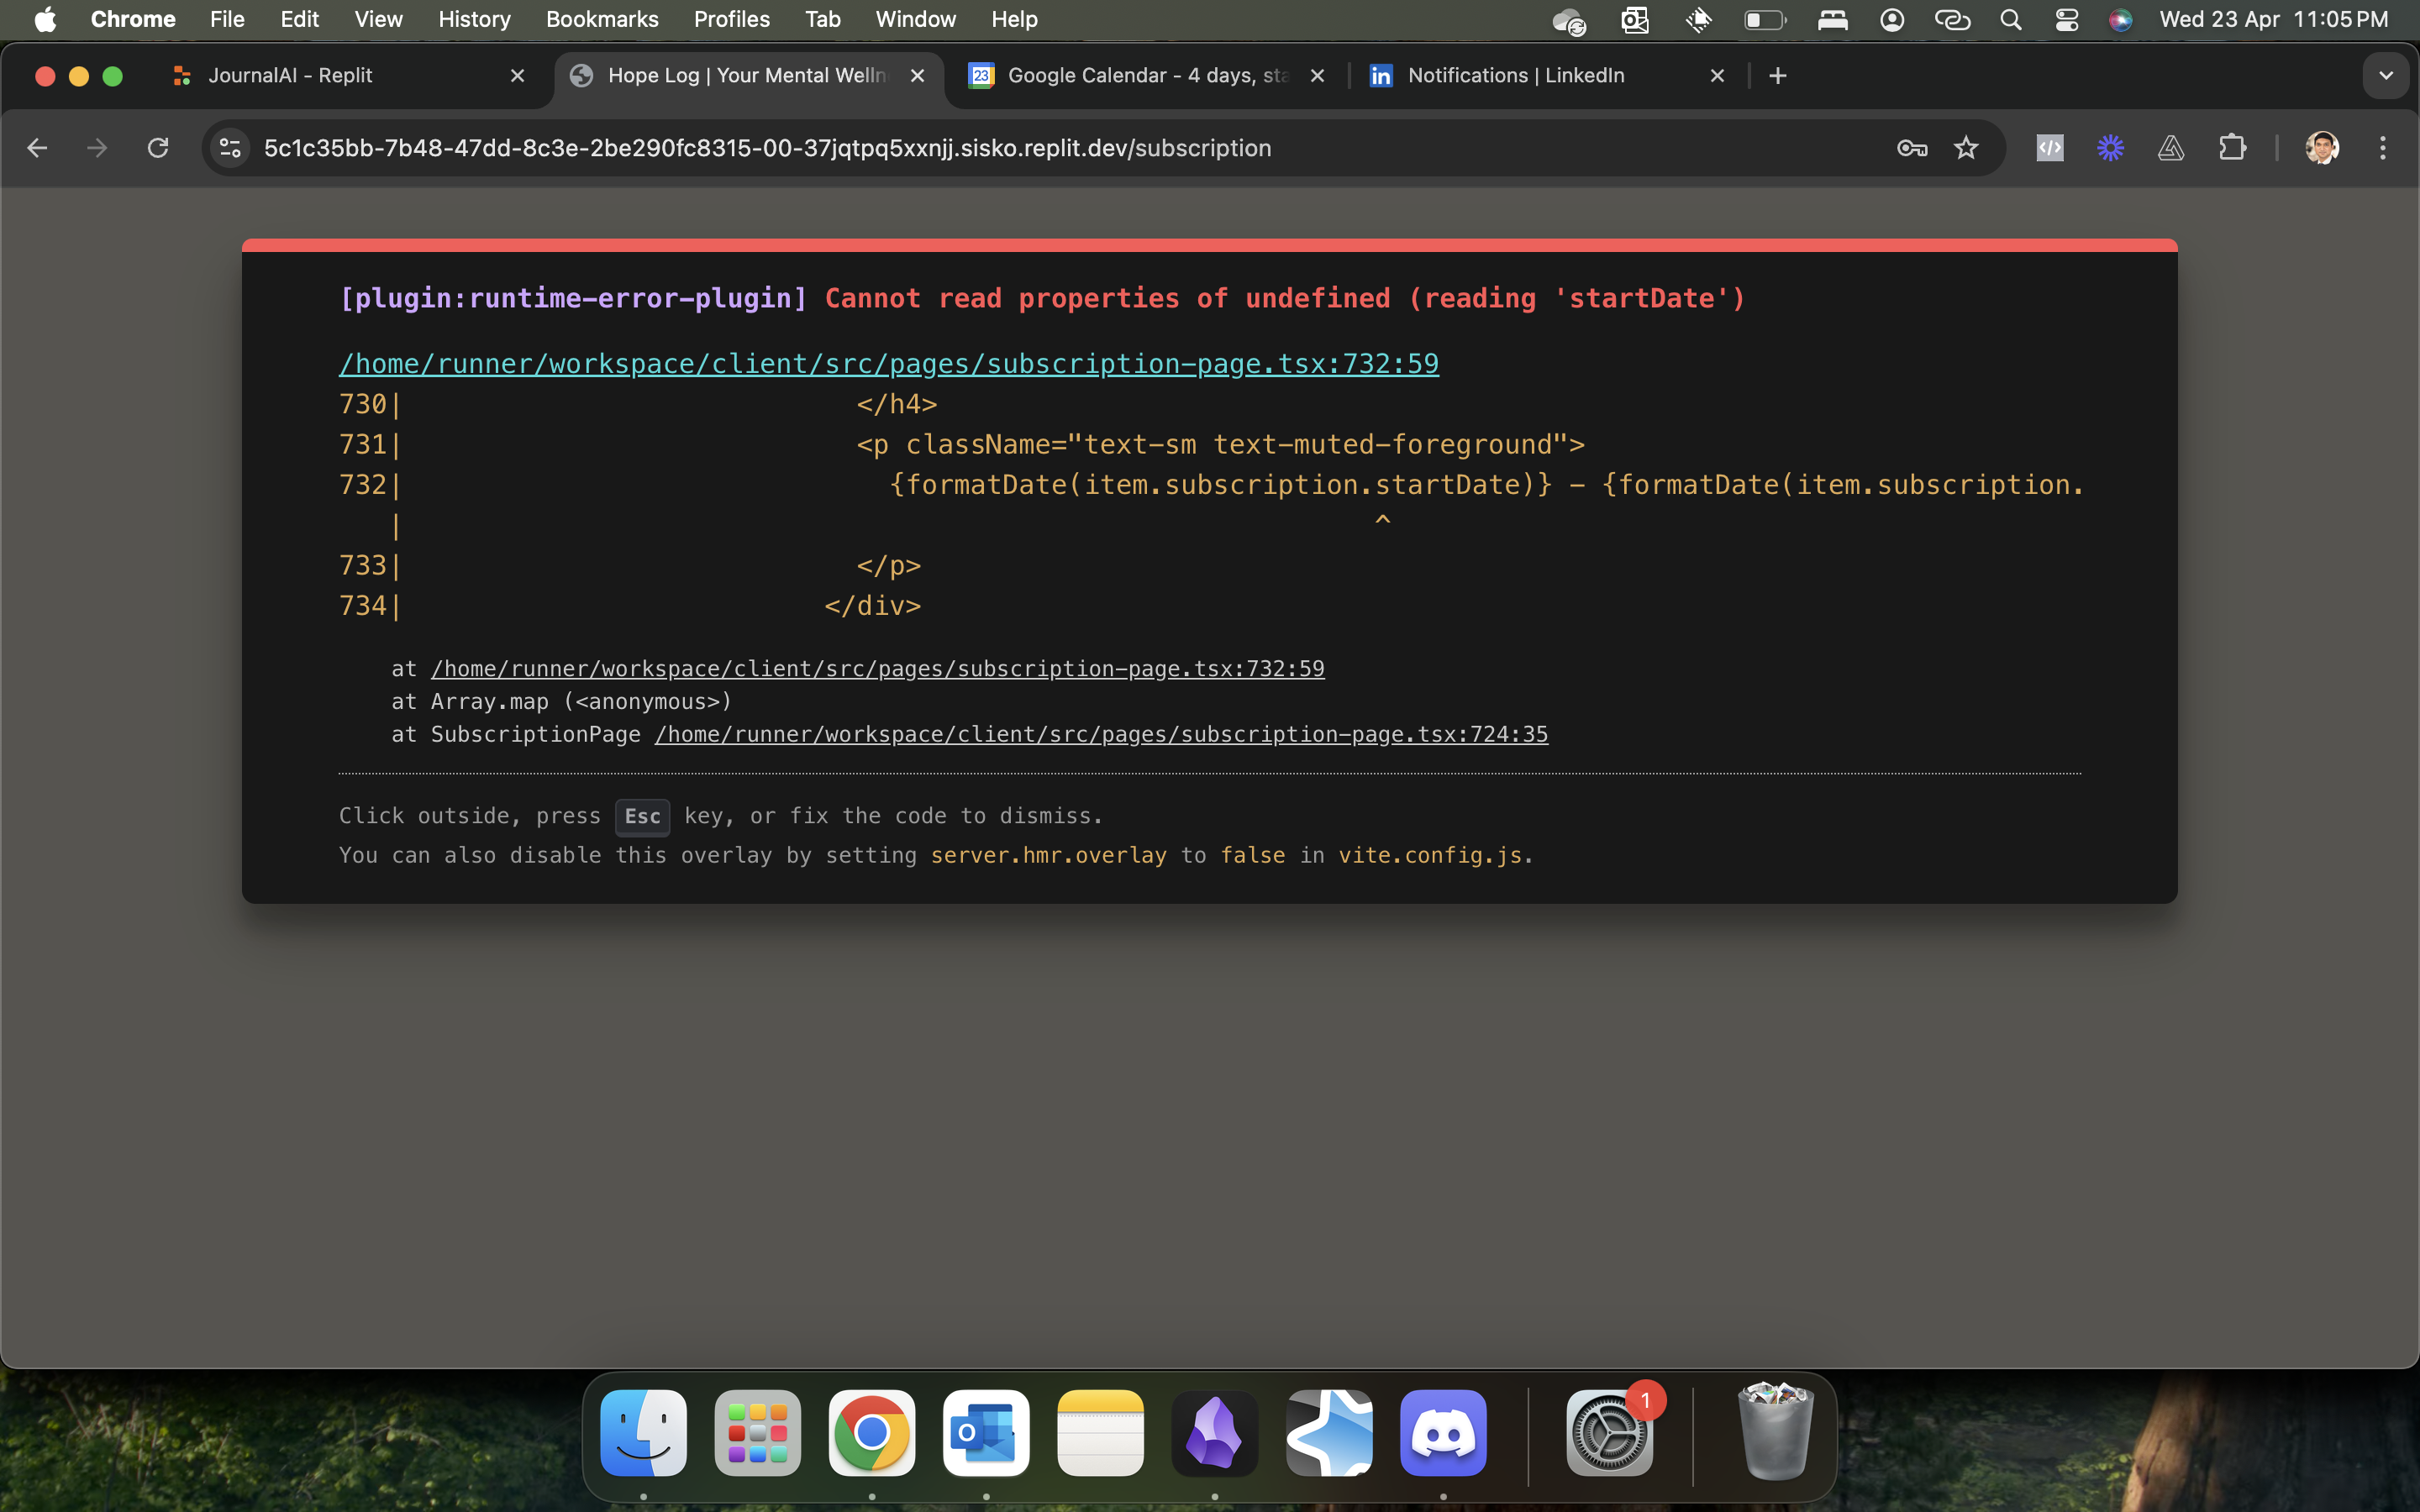 Chrome File Edit View History Bookmarks Profiles Tab Window Help Wed 23 Apr 11:05 PM
JournalAI - Replit Hope Log | Your Mental Welln Google Calendar - 4 days, sta Notifications | LinkedIn
23
5c1c35bb-7b48-47dd-8c3e-2be290fc8315-00-37jqtpq5xxnjj.sisko.replit.dev/subscription
[plugin:runtime-error-plugin] Cannot read properties of undefined (reading 'startDate')
/home/runner/workspace/client/src/pages/subscription-page.tsx:732:59
730| </h4>
731| <p className="text-sm text-muted-foreground">
732| {formatDate(item.subscription.startDate)} - {formatDate(item.subscription.
| ^
733| </p>
734| </div>
at /home/runner/workspace/client/src/pages/subscription-page.tsx:732:59
at Array.map (<anonymous>)
at SubscriptionPage /home/runner/workspace/client/src/pages/subscription-page.tsx:724:35
Click outside, press Esc key, or fix the code to dismiss.
You can also disable this overlay by setting server.hmr.overlay to false in vite.config.js.
1